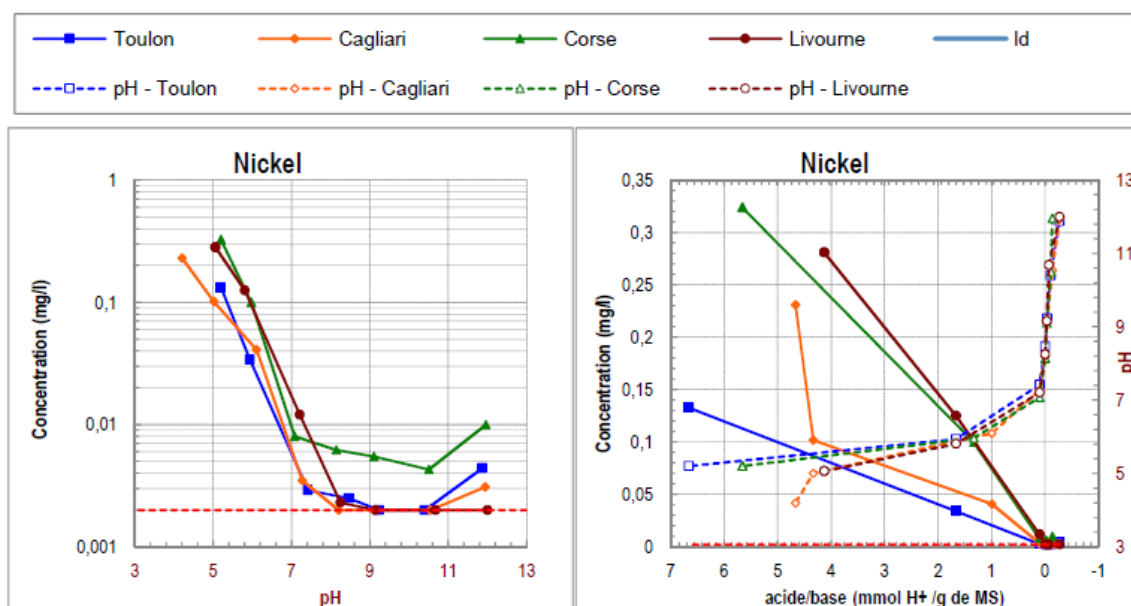 Toulon Cagliari Corse Livourne ld
pH - Toulon pH - Cagliari pH - Corse pH - Livourne
Nickel
Concentration (mg/l)
1
0,1
0,01
0,001
3 5 7 9 11 13
pH
Nickel
Concentration (mg/l)
0,35
0,3
0,25
0,2
0,15
0,1
0,05
0
13
11
9
7
5
3
pH
7 6 5 4 3 2 1 0 -1
acide/base (mmol H+ /g de MS)